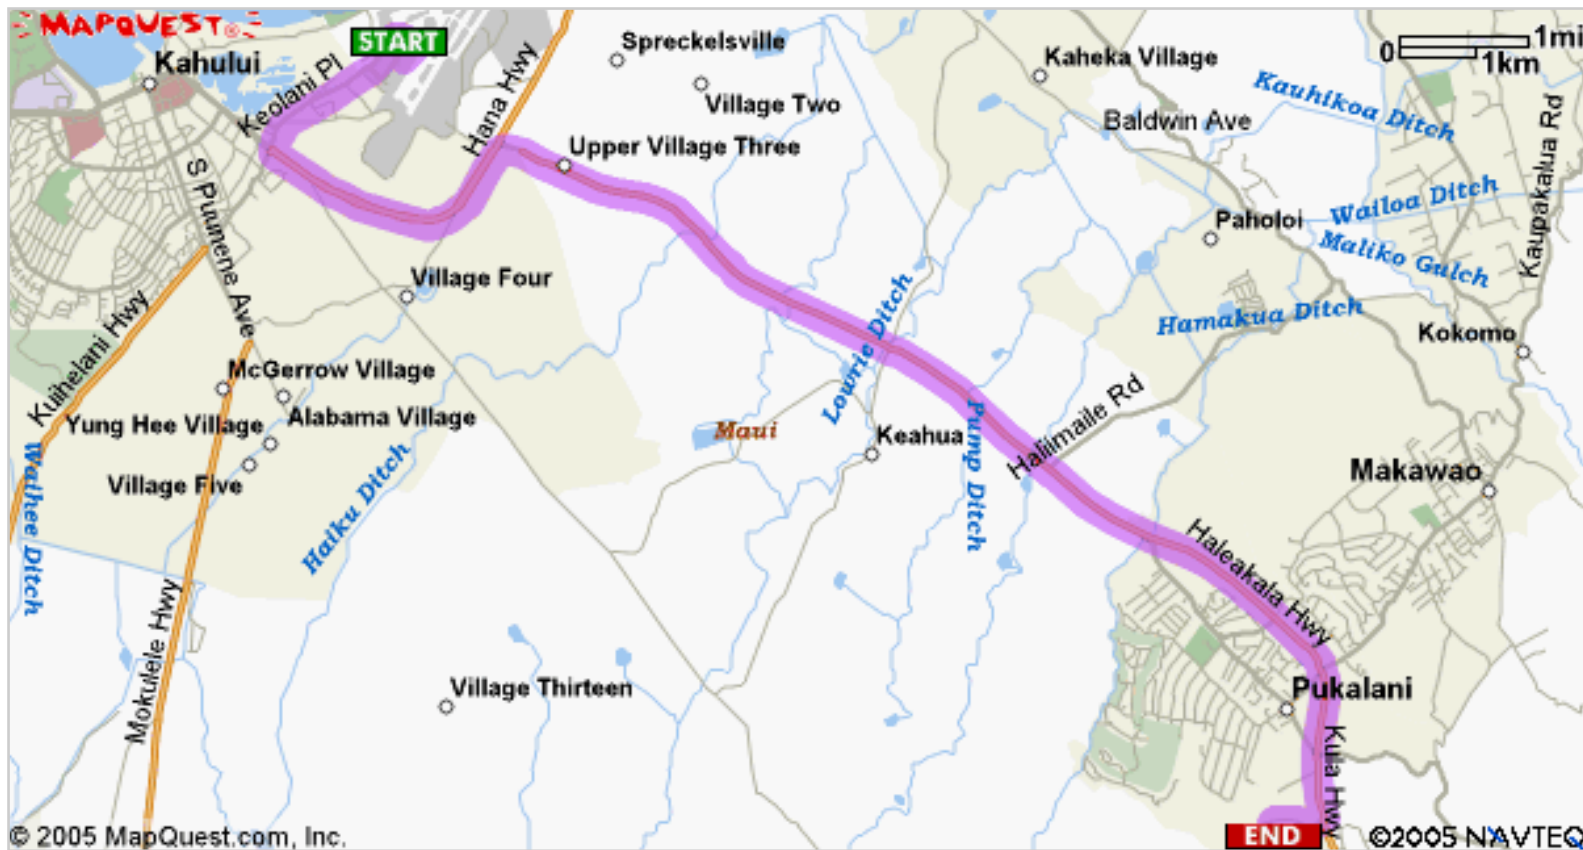 MAPQUEST®
START
Spreckelsville
Kaheka Village
0 1mi
1km
Kahului
Keolani Pl
Hana Hwy
Village Two
Baldwin Ave
Kauhikoa Ditch
Kaupakalua Rd
Upper Village Three
S Puunene Ave
Wailoa Ditch
Paholoi
Maliko Gulch
Village Four
Lowrie Ditch
Hamakua Ditch
Kokomo
Kuihelani Hwy
McGerrow Village
Alabama Village
Yung Hee Village
Village Five
Waihee Ditch
Haiku Ditch
Maui
Keahua
Pump Ditch
Haliimaile Rd
Makawao
Haleakala Hwy
Mokulele Hwy
Village Thirteen
Pukalani
Kula Hwy
© 2005 MapQuest.com, Inc.
END
©2005 NAVTEQ